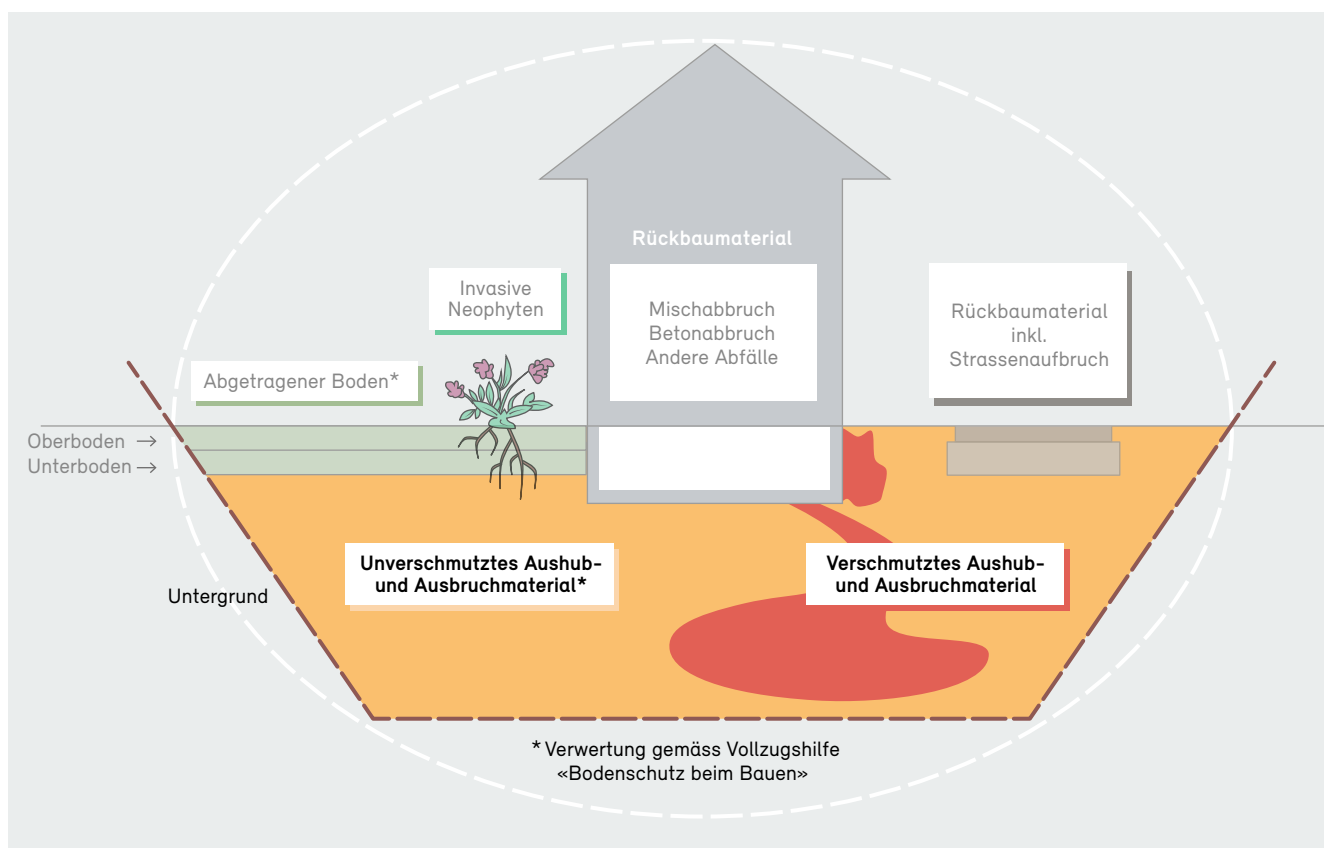 Rückbaumaterial
Invasive
Neophyten
Mischabbruch
Betonabbruch
Andere Abfälle
Rückbaumaterial
inkl.
Strassenaufbruch
Abgetragener Boden*
Oberboden →
Unterboden →
Unverschmutztes Aushub-
und Ausbruchmaterial*
Verschmutztes Aushub-
und Ausbruchmaterial
Untergrund
* Verwertung gemäss Vollzugshilfe
«Bodenschutz beim Bauen»